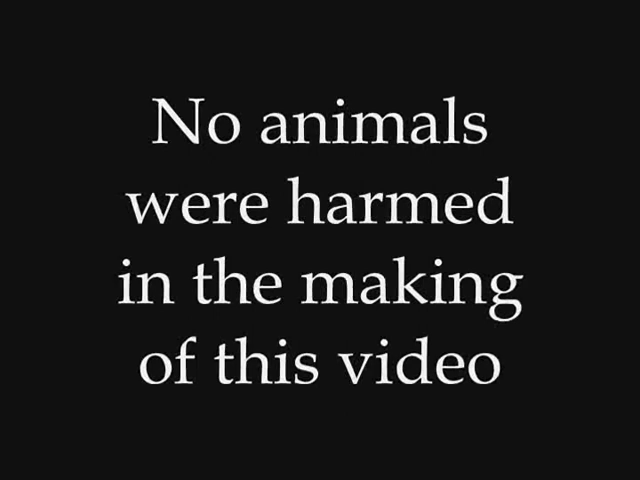 No animals
were harmed
in the making
of this video